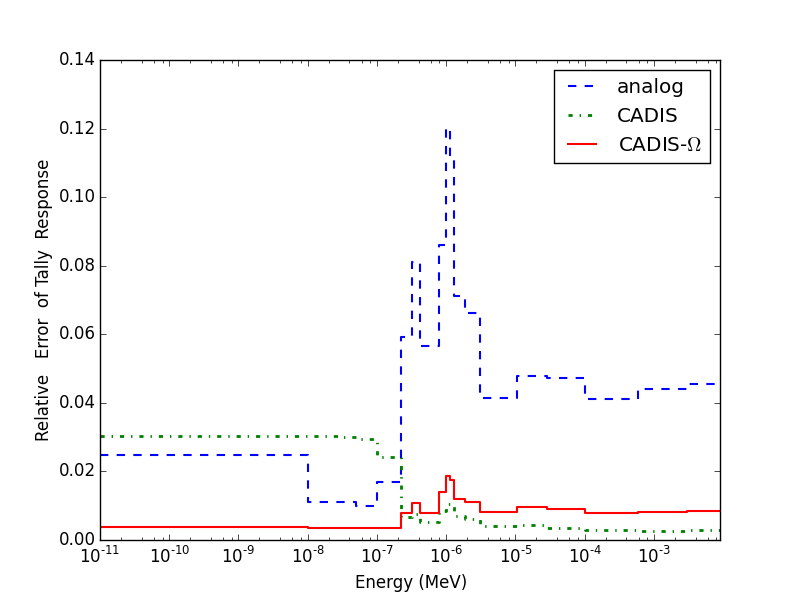 analog
CADIS
CADIS-Ω
Relative Error of Tally Response
0.14
0.12
0.10
0.08
0.06
0.04
0.02
0.00
10⁻¹¹ 10⁻¹⁰ 10⁻⁹ 10⁻⁸ 10⁻⁷ 10⁻⁶ 10⁻⁵ 10⁻⁴ 10⁻³
Energy (MeV)